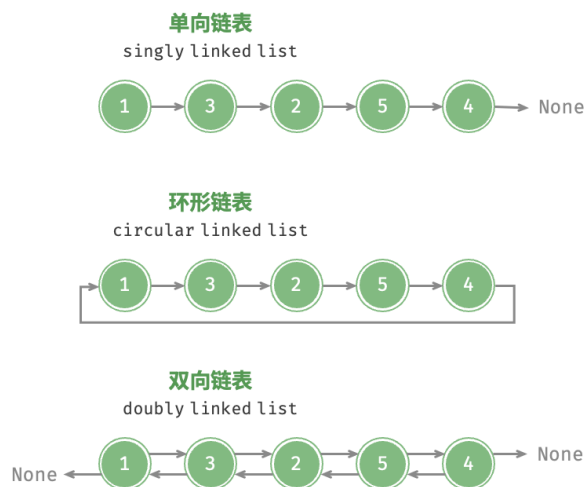 单向链表
singly linked list
1 3 2 5 4 None
环形链表
circular linked list
1 3 2 5 4
双向链表
doubly linked list
1 3 2 5 4 None
None